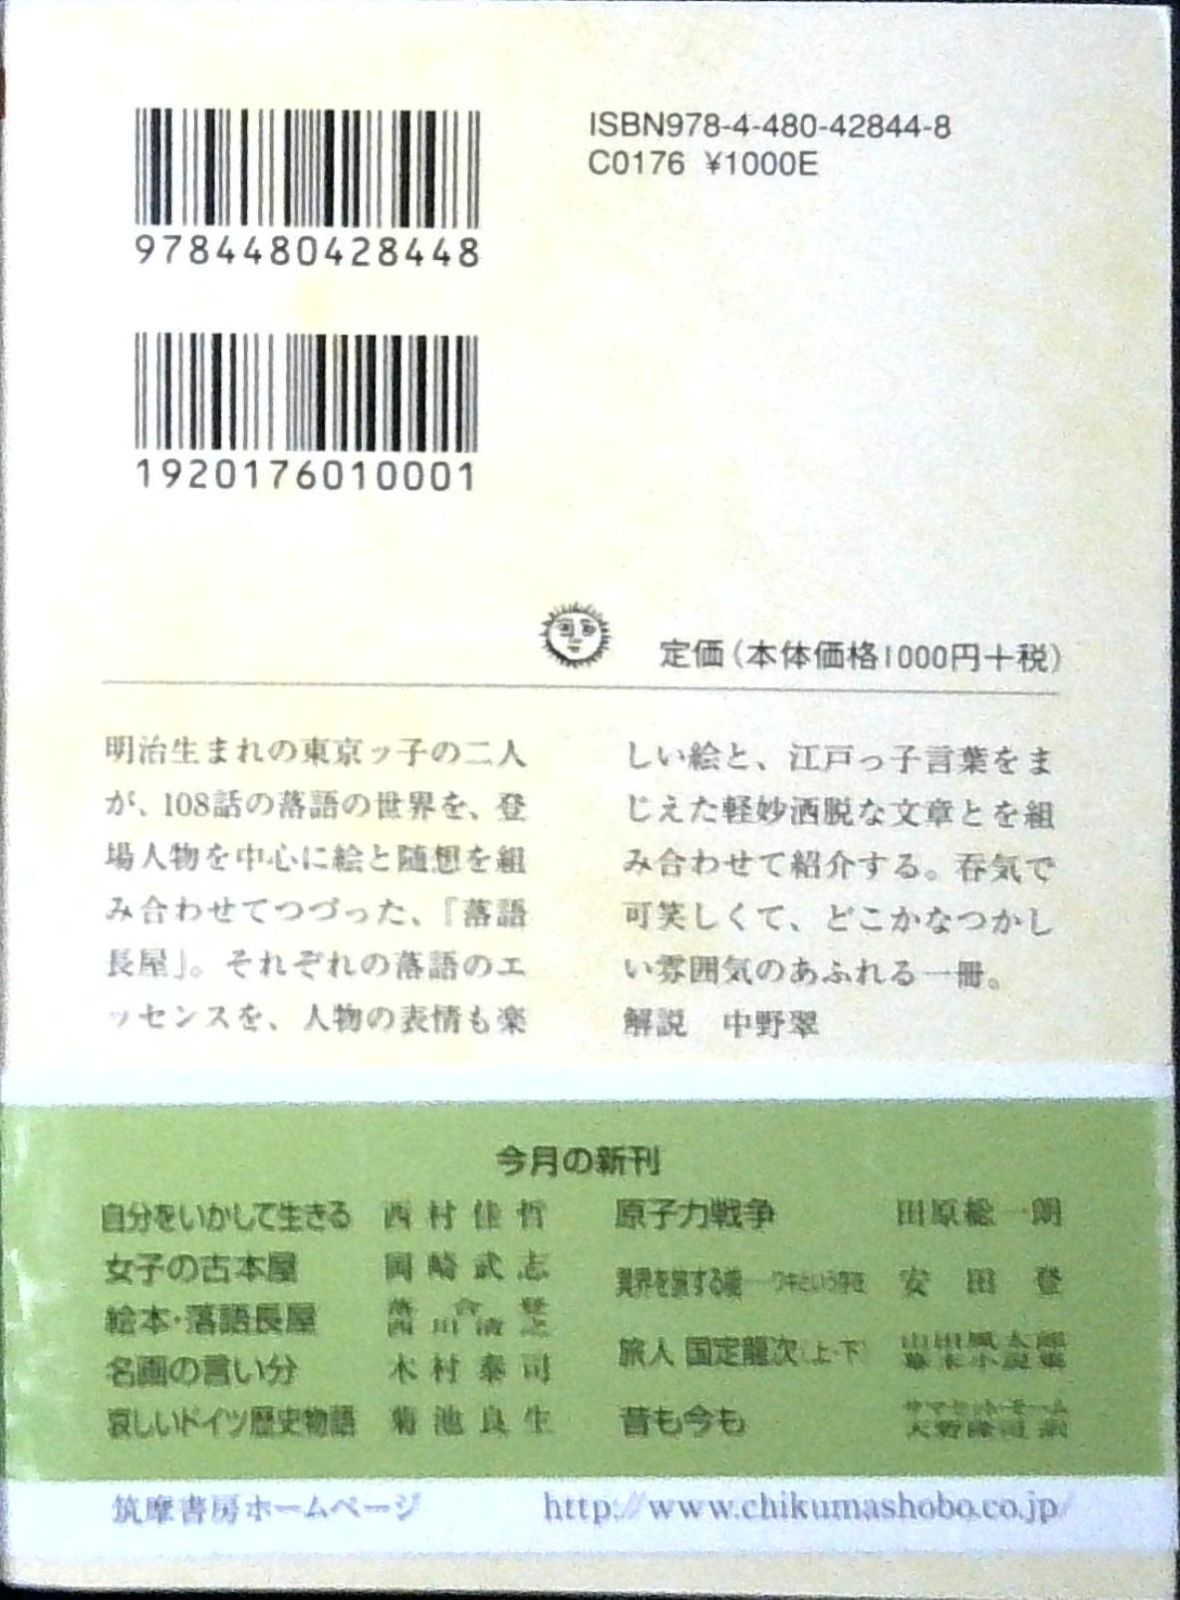 ISBN978-4-480-42844-8
C0176 ¥1000E
9784480428448
1920176010001
定価(本体価格1000円+税)
明治生まれの東京ッ子の二人
が、108話の落語の世界を、登
場人物を中心に絵と随想を組
み合わせてつづった、『落語
長屋』。それぞれの落語のエ
ッセンスを、人物の表情も楽
しい絵と、江戸っ子言葉をま
じえた軽妙洒脱な文章とを組
み合わせて紹介する。呑気で
可笑しくて、どこかなつかし
い雰囲気のあふれる一冊。
解説 中野翠
今月の新刊
自分をいかして生きる 西村佳哲
女子の古本屋 岡崎武志
絵本・落語長屋 落合登 西川清之
名画の言い分 木村泰司
哀しいドイツ歴史物語 菊池良生
原子力戦争 田原総一朗
異界を旅する能 ワキという存在 安田登
旅人 国定龍次(上・下) 山田風太郎 幕末小説集
昔も今も サマセット・モーム 天野隆司 訳
筑摩書房ホームページ http://www.chikumashobo.co.jp/